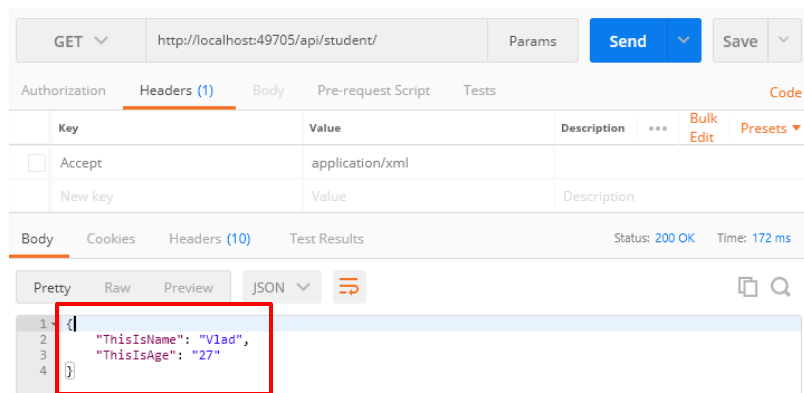 GET http://localhost:49705/api/student/ Params Send Save
Authorization Headers (1) Body Pre-request Script Tests Code
Key Value Description Bulk Edit Presets
Accept application/xml
New key Value Description
Body Cookies Headers (10) Test Results Status: 200 OK Time: 172 ms
Pretty Raw Preview JSON
1 {
2 "ThisIsName": "Vlad",
3 "ThisIsAge": "27"
4 }